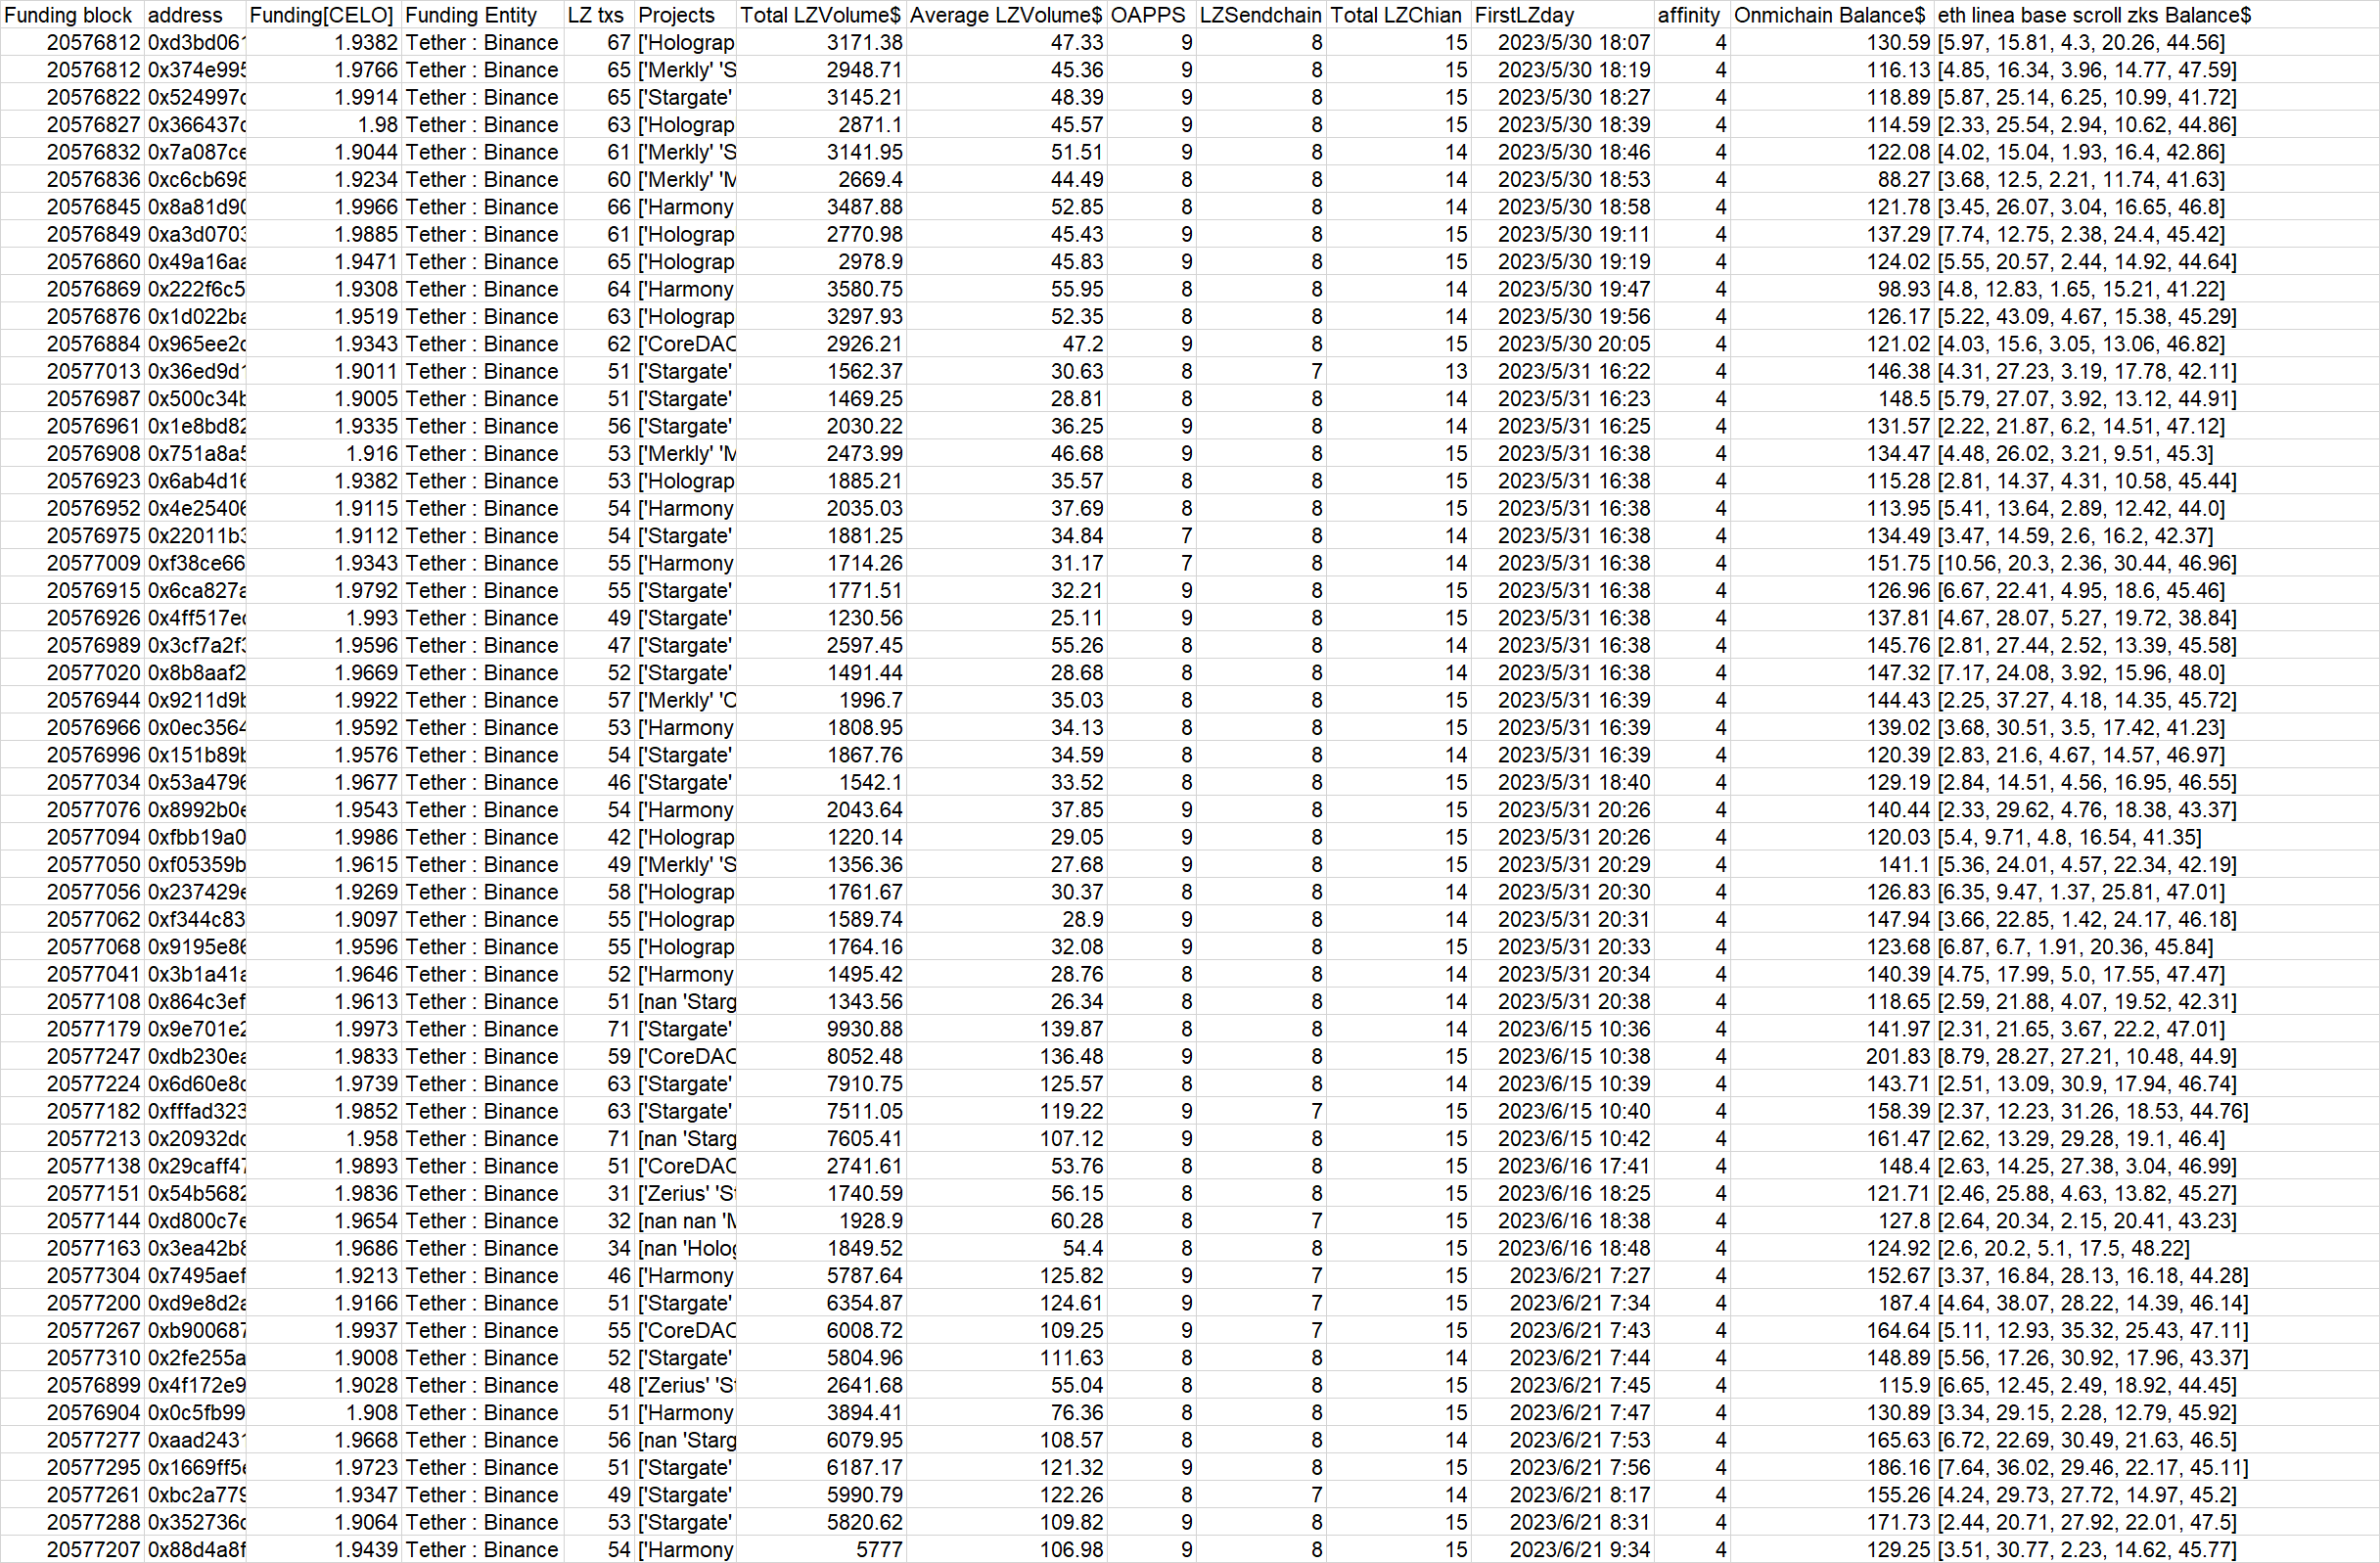 Funding block address Funding[CELO] Funding Entity LZ txs Projects Total LZVolume$ Average LZVolume$ OAPPS LZSendchain Total LZChian FirstLZday affinity Onmichain Balance$ eth linea base scroll zks Balance$
20576812 0xd3bd061 1.9382 Tether : Binance 67 ['Holograp 3171.38 47.33 9 8 15 2023/5/30 18:07 4 130.59 [5.97, 15.81, 4.3, 20.26, 44.56]
20576812 0x374e995 1.9766 Tether : Binance 65 ['Merkly' 'S 2948.71 45.36 9 8 15 2023/5/30 18:19 4 116.13 [4.85, 16.34, 3.96, 14.77, 47.59]
20576822 0x524997c 1.9914 Tether : Binance 65 ['Stargate' 3145.21 48.39 9 8 15 2023/5/30 18:27 4 118.89 [5.87, 25.14, 6.25, 10.99, 41.72]
20576827 0x366437c 1.98 Tether : Binance 63 ['Holograp 2871.1 45.57 9 8 15 2023/5/30 18:39 4 114.59 [2.33, 25.54, 2.94, 10.62, 44.86]
20576832 0x7a087ce 1.9044 Tether : Binance 61 ['Merkly' 'S 3141.95 51.51 9 8 14 2023/5/30 18:46 4 122.08 [4.02, 15.04, 1.93, 16.4, 42.86]
20576836 0xc6cb698 1.9234 Tether : Binance 60 ['Merkly' 'M 2669.4 44.49 8 8 14 2023/5/30 18:53 4 88.27 [3.68, 12.5, 2.21, 11.74, 41.63]
20576845 0x8a81d90 1.9966 Tether : Binance 66 ['Harmony 3487.88 52.85 8 8 14 2023/5/30 18:58 4 121.78 [3.45, 26.07, 3.04, 16.65, 46.8]
20576849 0xa3d0703 1.9885 Tether : Binance 61 ['Holograp 2770.98 45.43 9 8 15 2023/5/30 19:11 4 137.29 [7.74, 12.75, 2.38, 24.4, 45.42]
20576860 0x49a16aa 1.9471 Tether : Binance 65 ['Holograp 2978.9 45.83 9 8 15 2023/5/30 19:19 4 124.02 [5.55, 20.57, 2.44, 14.92, 44.64]
20576869 0x222f6c5 1.9308 Tether : Binance 64 ['Harmony 3580.75 55.95 8 8 14 2023/5/30 19:47 4 98.93 [4.8, 12.83, 1.65, 15.21, 41.22]
20576876 0x1d022ba 1.9519 Tether : Binance 63 ['Holograp 3297.93 52.35 8 8 14 2023/5/30 19:56 4 126.17 [5.22, 43.09, 4.67, 15.38, 45.29]
20576884 0x965ee2c 1.9343 Tether : Binance 62 ['CoreDAO 2926.21 47.2 9 8 15 2023/5/30 20:05 4 121.02 [4.03, 15.6, 3.05, 13.06, 46.82]
20577013 0x36ed9d1 1.9011 Tether : Binance 51 ['Stargate' 1562.37 30.63 8 7 13 2023/5/31 16:22 4 146.38 [4.31, 27.23, 3.19, 17.78, 42.11]
20576987 0x500c34b 1.9005 Tether : Binance 51 ['Stargate' 1469.25 28.81 8 8 14 2023/5/31 16:23 4 148.5 [5.79, 27.07, 3.92, 13.12, 44.91]
20576961 0x1e8bd82 1.9335 Tether : Binance 56 ['Stargate' 2030.22 36.25 9 8 14 2023/5/31 16:25 4 131.57 [2.22, 21.87, 6.2, 14.51, 47.12]
20576908 0x751a8a5 1.916 Tether : Binance 53 ['Merkly' 'M 2473.99 46.68 9 8 15 2023/5/31 16:38 4 134.47 [4.48, 26.02, 3.21, 9.51, 45.3]
20576923 0x6ab4d16 1.9382 Tether : Binance 53 ['Holograp 1885.21 35.57 9 8 15 2023/5/31 16:38 4 115.28 [2.81, 14.37, 4.31, 10.58, 45.44]
20576952 0x4e25406 1.9115 Tether : Binance 54 ['Harmony 2035.03 37.69 8 8 15 2023/5/31 16:38 4 113.95 [5.41, 13.64, 2.89, 12.42, 44.0]
20576975 0x22011b3 1.9112 Tether : Binance 54 ['Stargate' 1881.25 34.84 7 8 14 2023/5/31 16:38 4 134.49 [3.47, 14.59, 2.6, 16.2, 42.37]
20577009 0xf38ce66 1.9343 Tether : Binance 55 ['Harmony 1714.26 31.17 7 8 14 2023/5/31 16:38 4 151.75 [10.56, 20.3, 2.36, 30.44, 46.96]
20576915 0x6ca827a 1.9792 Tether : Binance 55 ['Stargate' 1771.51 32.21 9 8 15 2023/5/31 16:38 4 126.96 [6.67, 22.41, 4.95, 18.6, 45.46]
20576926 0x4ff517ec 1.993 Tether : Binance 49 ['Stargate' 1230.56 25.11 9 8 15 2023/5/31 16:38 4 137.81 [4.67, 28.07, 5.27, 19.72, 38.84]
20576989 0x3cf7a2f3 1.9596 Tether : Binance 47 ['Stargate' 2597.45 55.26 8 8 14 2023/5/31 16:38 4 145.76 [2.81, 27.44, 2.52, 13.39, 45.58]
20577020 0x8b8aaf2 1.9669 Tether : Binance 52 ['Stargate' 1491.44 28.68 8 8 14 2023/5/31 16:38 4 147.32 [7.17, 24.08, 3.92, 15.96, 48.0]
20576944 0x9211d9b 1.9922 Tether : Binance 57 ['Merkly' 'C 1996.7 35.03 8 8 15 2023/5/31 16:39 4 144.43 [2.25, 37.27, 4.18, 14.35, 45.72]
20576966 0x0ec3564 1.9592 Tether : Binance 53 ['Harmony 1808.95 34.13 8 8 15 2023/5/31 16:39 4 139.02 [3.68, 30.51, 3.5, 17.42, 41.23]
20576996 0x151b89b 1.9576 Tether : Binance 54 ['Stargate' 1867.76 34.59 8 8 14 2023/5/31 16:39 4 120.39 [2.83, 21.6, 4.67, 14.57, 46.97]
20577034 0x53a4796 1.9677 Tether : Binance 46 ['Stargate' 1542.1 33.52 8 8 15 2023/5/31 18:40 4 129.19 [2.84, 14.51, 4.56, 16.95, 46.55]
20577076 0x8992b0e 1.9543 Tether : Binance 54 ['Harmony 2043.64 37.85 9 8 15 2023/5/31 20:26 4 140.44 [2.33, 29.62, 4.76, 18.38, 43.37]
20577094 0xfbb19a0 1.9986 Tether : Binance 42 ['Holograp 1220.14 29.05 9 8 15 2023/5/31 20:26 4 120.03 [5.4, 9.71, 4.8, 16.54, 41.35]
20577050 0xf05359b 1.9615 Tether : Binance 49 ['Merkly' 'S 1356.36 27.68 9 8 15 2023/5/31 20:29 4 141.1 [5.36, 24.01, 4.57, 22.34, 42.19]
20577056 0x237429e 1.9269 Tether : Binance 58 ['Holograp 1761.67 30.37 8 8 14 2023/5/31 20:30 4 126.83 [6.35, 9.47, 1.37, 25.81, 47.01]
20577062 0xf344c83 1.9097 Tether : Binance 55 ['Holograp 1589.74 28.9 9 8 14 2023/5/31 20:31 4 147.94 [3.66, 22.85, 1.42, 24.17, 46.18]
20577068 0x9195e86 1.9596 Tether : Binance 55 ['Holograp 1764.16 32.08 9 8 15 2023/5/31 20:33 4 123.68 [6.87, 6.7, 1.91, 20.36, 45.84]
20577041 0x3b1a41a 1.9646 Tether : Binance 52 ['Harmony 1495.42 28.76 8 8 14 2023/5/31 20:34 4 140.39 [4.75, 17.99, 5.0, 17.55, 47.47]
20577108 0x864c3ef 1.9613 Tether : Binance 51 [nan 'Starg 1343.56 26.34 8 8 14 2023/5/31 20:38 4 118.65 [2.59, 21.88, 4.07, 19.52, 42.31]
20577179 0x9e701e2 1.9973 Tether : Binance 71 ['Stargate' 9930.88 139.87 8 8 14 2023/6/15 10:36 4 141.97 [2.31, 21.65, 3.67, 22.2, 47.01]
20577247 0xdb230ea 1.9833 Tether : Binance 59 ['CoreDAO 8052.48 136.48 9 8 15 2023/6/15 10:38 4 201.83 [8.79, 28.27, 27.21, 10.48, 44.9]
20577224 0x6d60e8c 1.9739 Tether : Binance 63 ['Stargate' 7910.75 125.57 8 8 14 2023/6/15 10:39 4 143.71 [2.51, 13.09, 30.9, 17.94, 46.74]
20577182 0xfffad323 1.9852 Tether : Binance 63 ['Stargate' 7511.05 119.22 9 7 15 2023/6/15 10:40 4 158.39 [2.37, 12.23, 31.26, 18.53, 44.76]
20577213 0x20932dc 1.958 Tether : Binance 71 [nan 'Starg 7605.41 107.12 9 8 15 2023/6/15 10:42 4 161.47 [2.62, 13.29, 29.28, 19.1, 46.4]
20577138 0x29caff47 1.9893 Tether : Binance 51 ['CoreDAO 2741.61 53.76 8 8 15 2023/6/16 17:41 4 148.4 [2.63, 14.25, 27.38, 3.04, 46.99]
20577151 0x54b5682 1.9836 Tether : Binance 31 ['Zerius' 'St 1740.59 56.15 8 8 15 2023/6/16 18:25 4 121.71 [2.46, 25.88, 4.63, 13.82, 45.27]
20577144 0xd800c7e 1.9654 Tether : Binance 32 [nan nan 'M 1928.9 60.28 8 7 15 2023/6/16 18:38 4 127.8 [2.64, 20.34, 2.15, 20.41, 43.23]
20577163 0x3ea42b8 1.9686 Tether : Binance 34 [nan 'Holog 1849.52 54.4 8 8 15 2023/6/16 18:48 4 124.92 [2.6, 20.2, 5.1, 17.5, 48.22]
20577304 0x7495aef 1.9213 Tether : Binance 46 ['Harmony 5787.64 125.82 9 7 15 2023/6/21 7:27 4 152.67 [3.37, 16.84, 28.13, 16.18, 44.28]
20577200 0xd9e8d2a 1.9166 Tether : Binance 51 ['Stargate' 6354.87 124.61 9 7 15 2023/6/21 7:34 4 187.4 [4.64, 38.07, 28.22, 14.39, 46.14]
20577267 0xb900687 1.9937 Tether : Binance 55 ['CoreDAO 6008.72 109.25 9 7 15 2023/6/21 7:43 4 164.64 [5.11, 12.93, 35.32, 25.43, 47.11]
20577310 0x2fe255a 1.9008 Tether : Binance 52 ['Stargate' 5804.96 111.63 8 8 14 2023/6/21 7:44 4 148.89 [5.56, 17.26, 30.92, 17.96, 43.37]
20576899 0x4f172e9 1.9028 Tether : Binance 48 ['Zerius' 'St 2641.68 55.04 8 8 15 2023/6/21 7:45 4 115.9 [6.65, 12.45, 2.49, 18.92, 44.45]
20576904 0x0c5fb99 1.908 Tether : Binance 51 ['Harmony 3894.41 76.36 8 8 15 2023/6/21 7:47 4 130.89 [3.34, 29.15, 2.28, 12.79, 45.92]
20577277 0xaad2431 1.9668 Tether : Binance 56 [nan 'Starg 6079.95 108.57 8 8 14 2023/6/21 7:53 4 165.63 [6.72, 22.69, 30.49, 21.63, 46.5]
20577295 0x1669ff5e 1.9723 Tether : Binance 51 ['Stargate' 6187.17 121.32 9 8 15 2023/6/21 7:56 4 186.16 [7.64, 36.02, 29.46, 22.17, 45.11]
20577261 0xbc2a779 1.9347 Tether : Binance 49 ['Stargate' 5990.79 122.26 8 7 14 2023/6/21 8:17 4 155.26 [4.24, 29.73, 27.72, 14.97, 45.2]
20577288 0x352736c 1.9064 Tether : Binance 53 ['Stargate' 5820.62 109.82 9 8 15 2023/6/21 8:31 4 171.73 [2.44, 20.71, 27.92, 22.01, 47.5]
20577207 0x88d4a8f 1.9439 Tether : Binance 54 ['Harmony 5777 106.98 9 8 15 2023/6/21 9:34 4 129.25 [3.51, 30.77, 2.23, 14.62, 45.77]